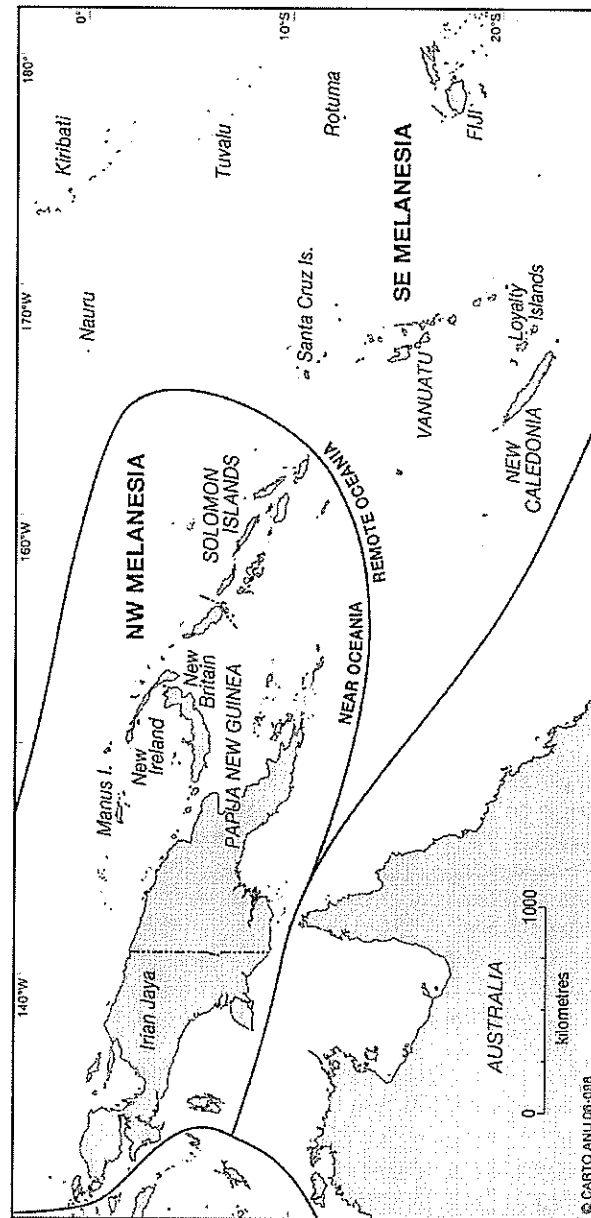 140°W
160°W
170°W
180°
0°
10°S
20°S
Kiribati
Nauru
Tuvalu
Rotuma
NW MELANESIA
Manus I.
New
Ireland
New
Britain
SOLOMON
ISLANDS
Irian Jaya
PAPUA NEW GUINEA
Santa Cruz Is.
NEAR OCEANIA
REMOTE OCEANIA
SE MELANESIA
VANUATU
FIJI
Loyalty
Islands
NEW
CALEDONIA
AUSTRALIA
0
1000
kilometres
© CARTO ANU 06-098